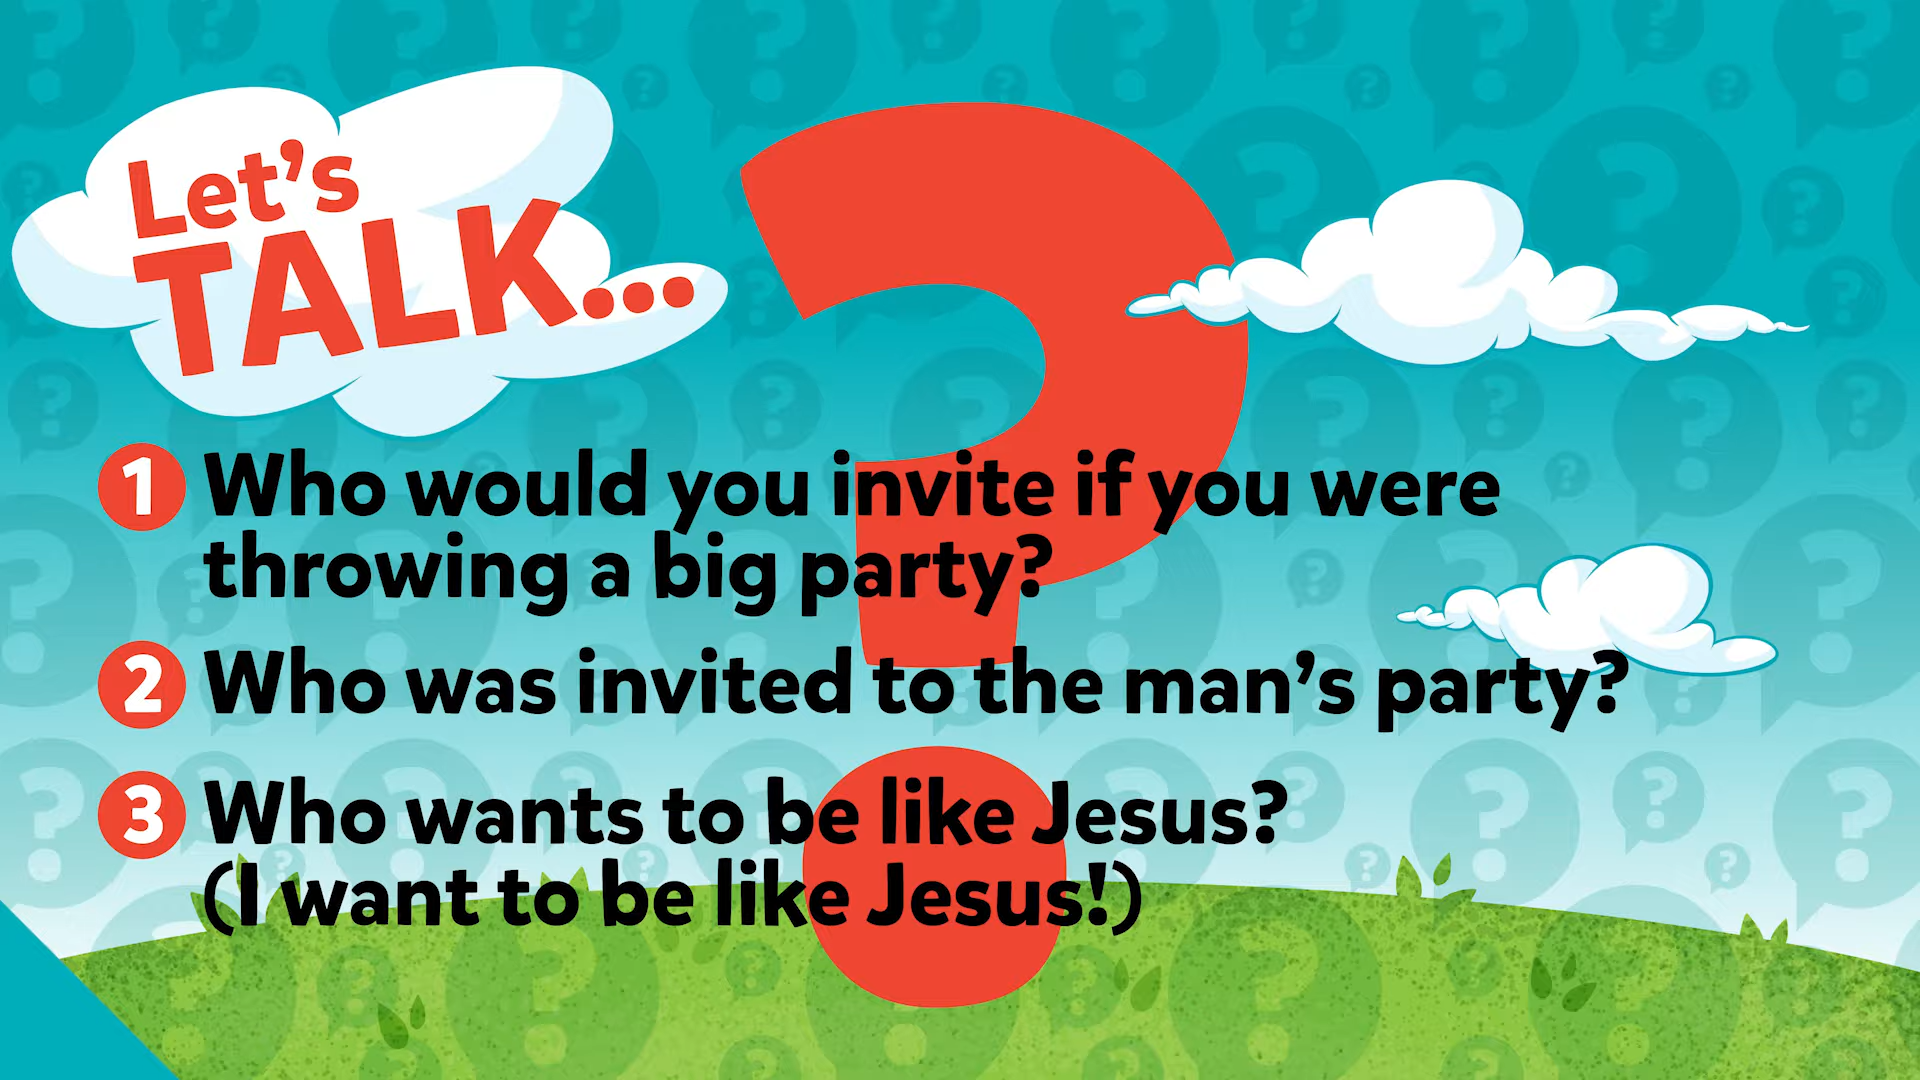 Let's
TALK...
1 Who would you invite if you were
throwing a big party?
2 Who was invited to the man's party?
3 Who wants to be like Jesus?
(I want to be like Jesus!)